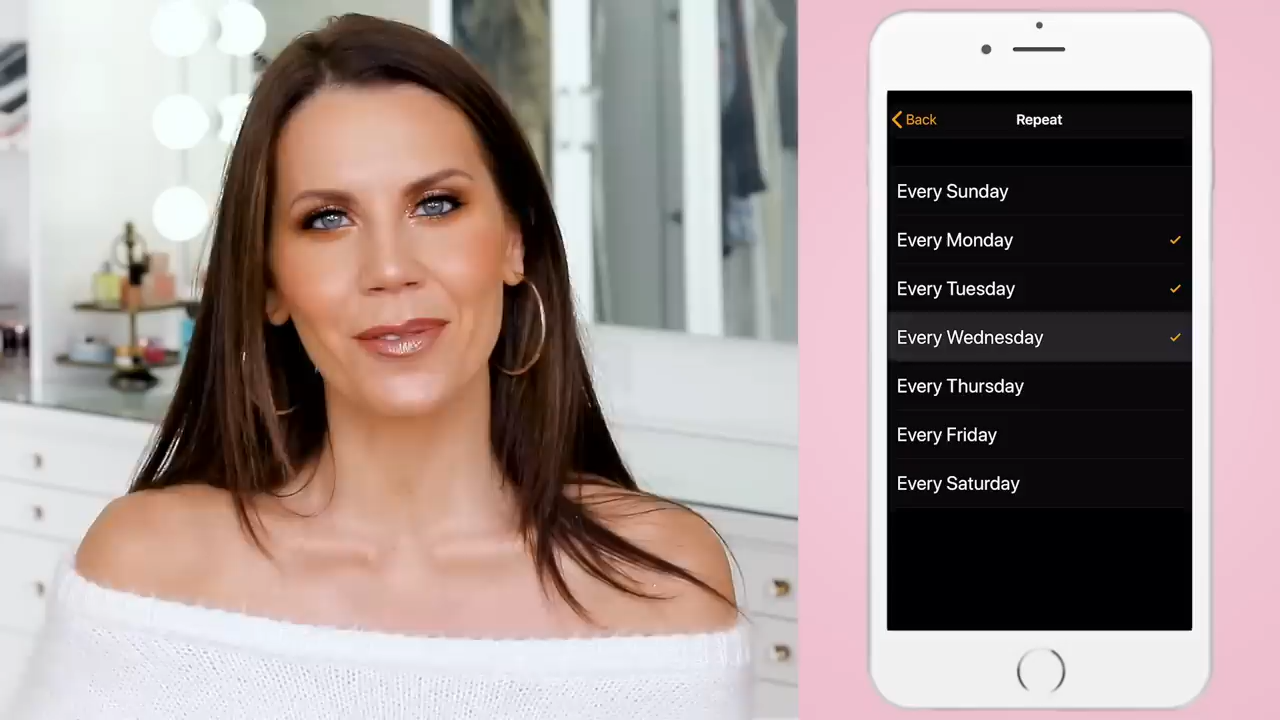 Back
Repeat
Every Sunday
Every Monday
Every Tuesday
Every Wednesday
Every Thursday
Every Friday
Every Saturday